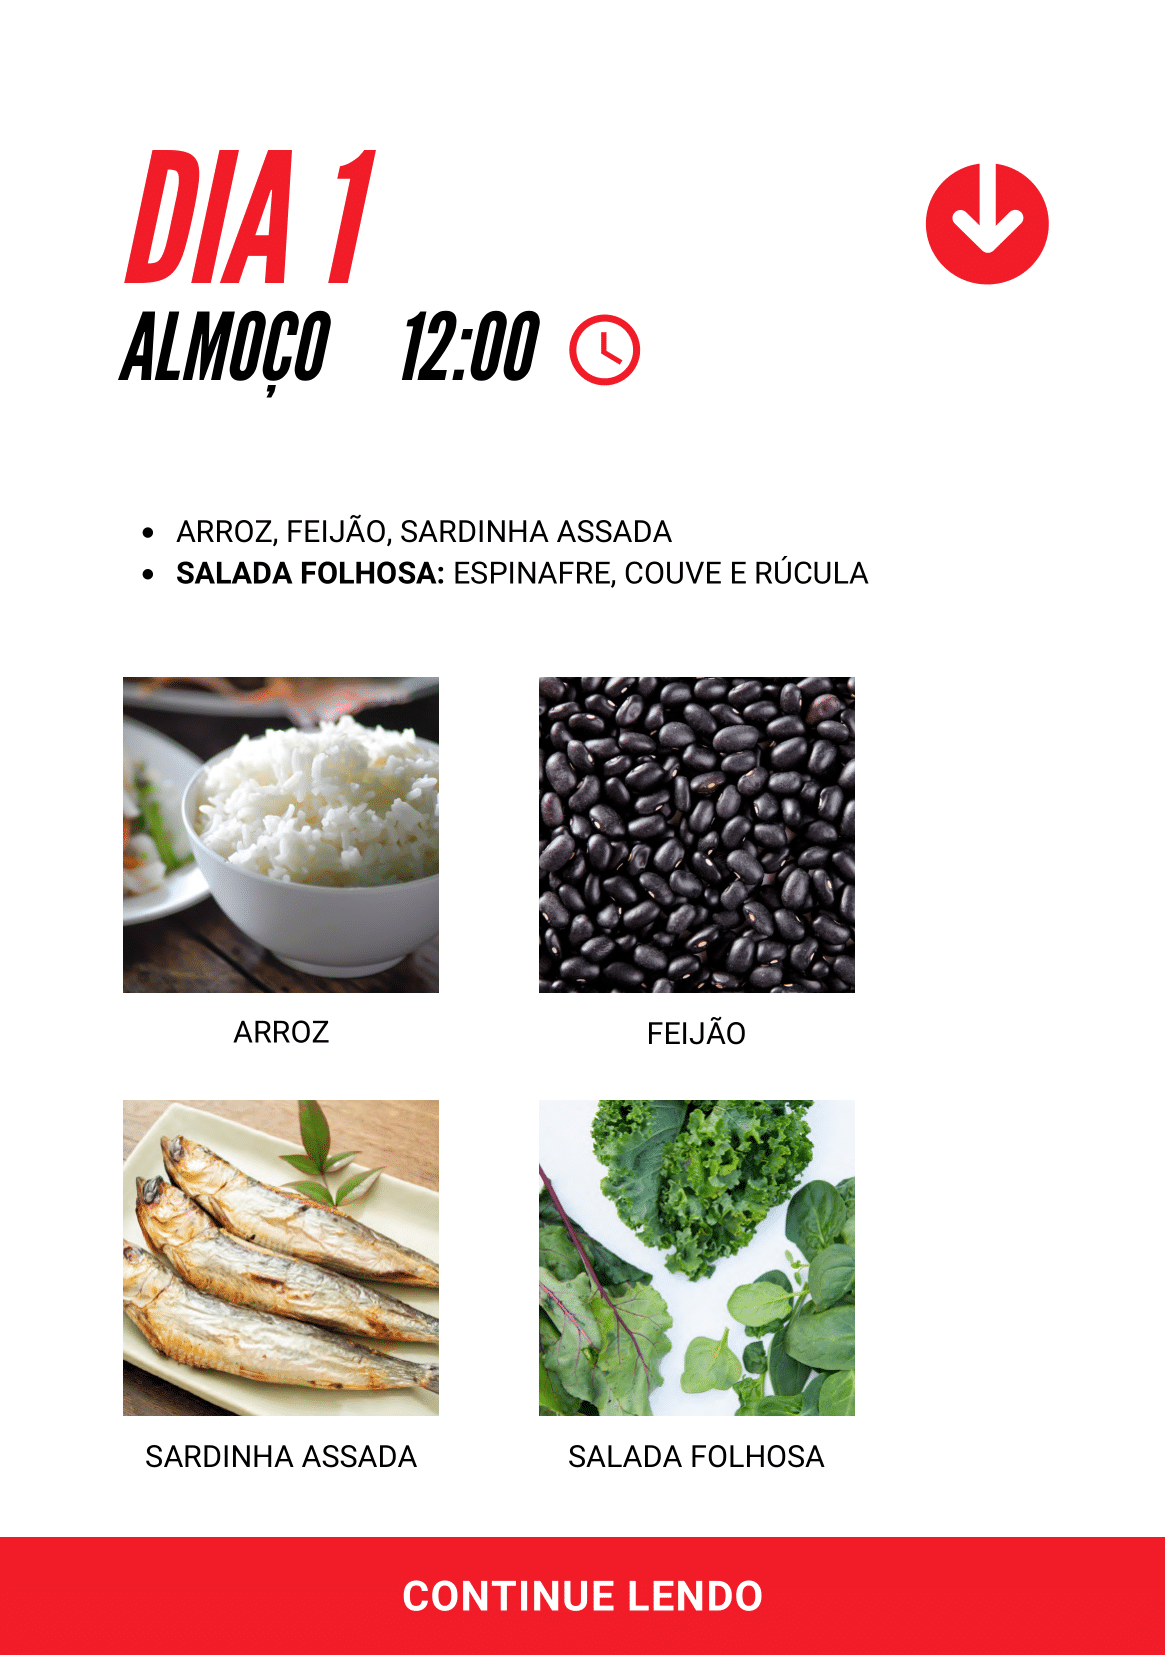 DIA 1
ALMOÇO 12:00
• ARROZ, FEIJÃO, SARDINHA ASSADA
• SALADA FOLHOSA: ESPINAFRE, COUVE E RÚCULA
ARROZ
FEIJÃO
SARDINHA ASSADA
SALADA FOLHOSA
CONTINUE LENDO